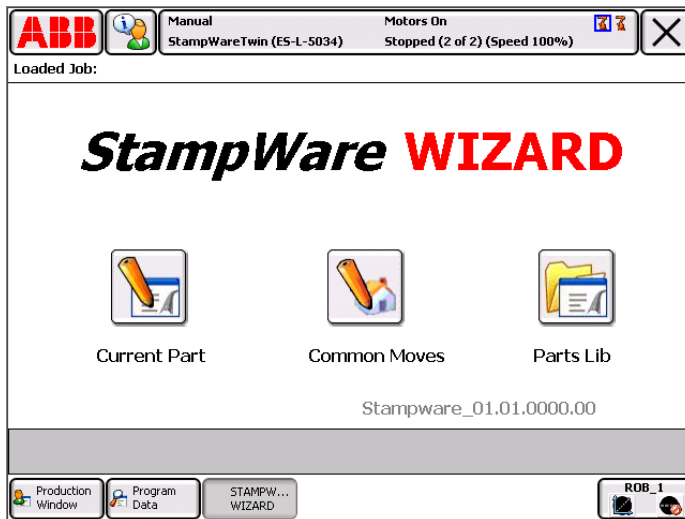 ABB
Manual
StampWareTwin (ES-L-5034)
Motors On
Stopped (2 of 2) (Speed 100%)
Loaded Job:
StampWare WIZARD
Current Part
Common Moves
Parts Lib
Stampware_01.01.0000.00
Production
Window
Program
Data
STAMPW...
WIZARD
ROB_1